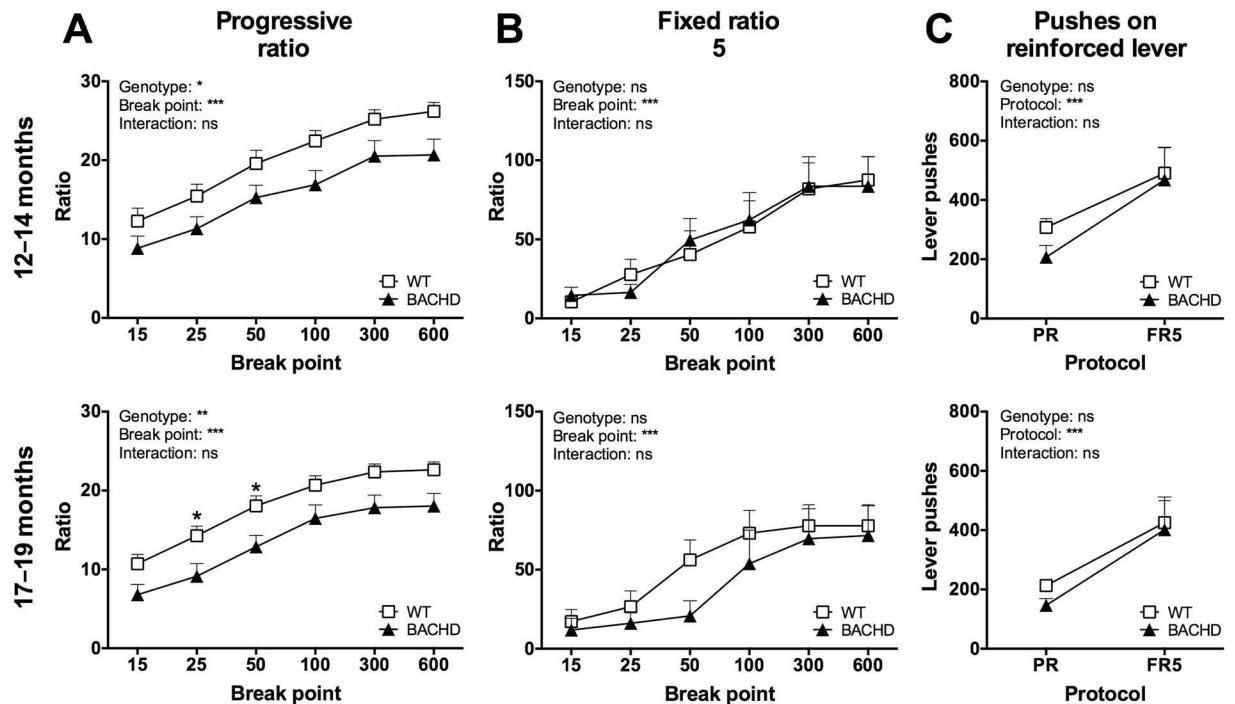 A
Progressive
ratio
B
Fixed ratio
5
C
Pushes on
reinforced lever
12–14 months
Genotype: *
Break point: ***
Interaction: ns
Ratio
30
20
10
0
WT
BACHD
15 25 50 100 300 600
Break point
Genotype: ns
Break point: ***
Interaction: ns
Ratio
150
100
50
0
WT
BACHD
15 25 50 100 300 600
Break point
Genotype: ns
Protocol: ***
Interaction: ns
Lever pushes
800
600
400
200
0
WT
BACHD
PR FR5
Protocol
17–19 months
Genotype: **
Break point: ***
Interaction: ns
Ratio
30
20
10
0
* *
WT
BACHD
15 25 50 100 300 600
Break point
Genotype: ns
Break point: ***
Interaction: ns
Ratio
150
100
50
0
WT
BACHD
15 25 50 100 300 600
Break point
Genotype: ns
Protocol: ***
Interaction: ns
Lever pushes
800
600
400
200
0
WT
BACHD
PR FR5
Protocol